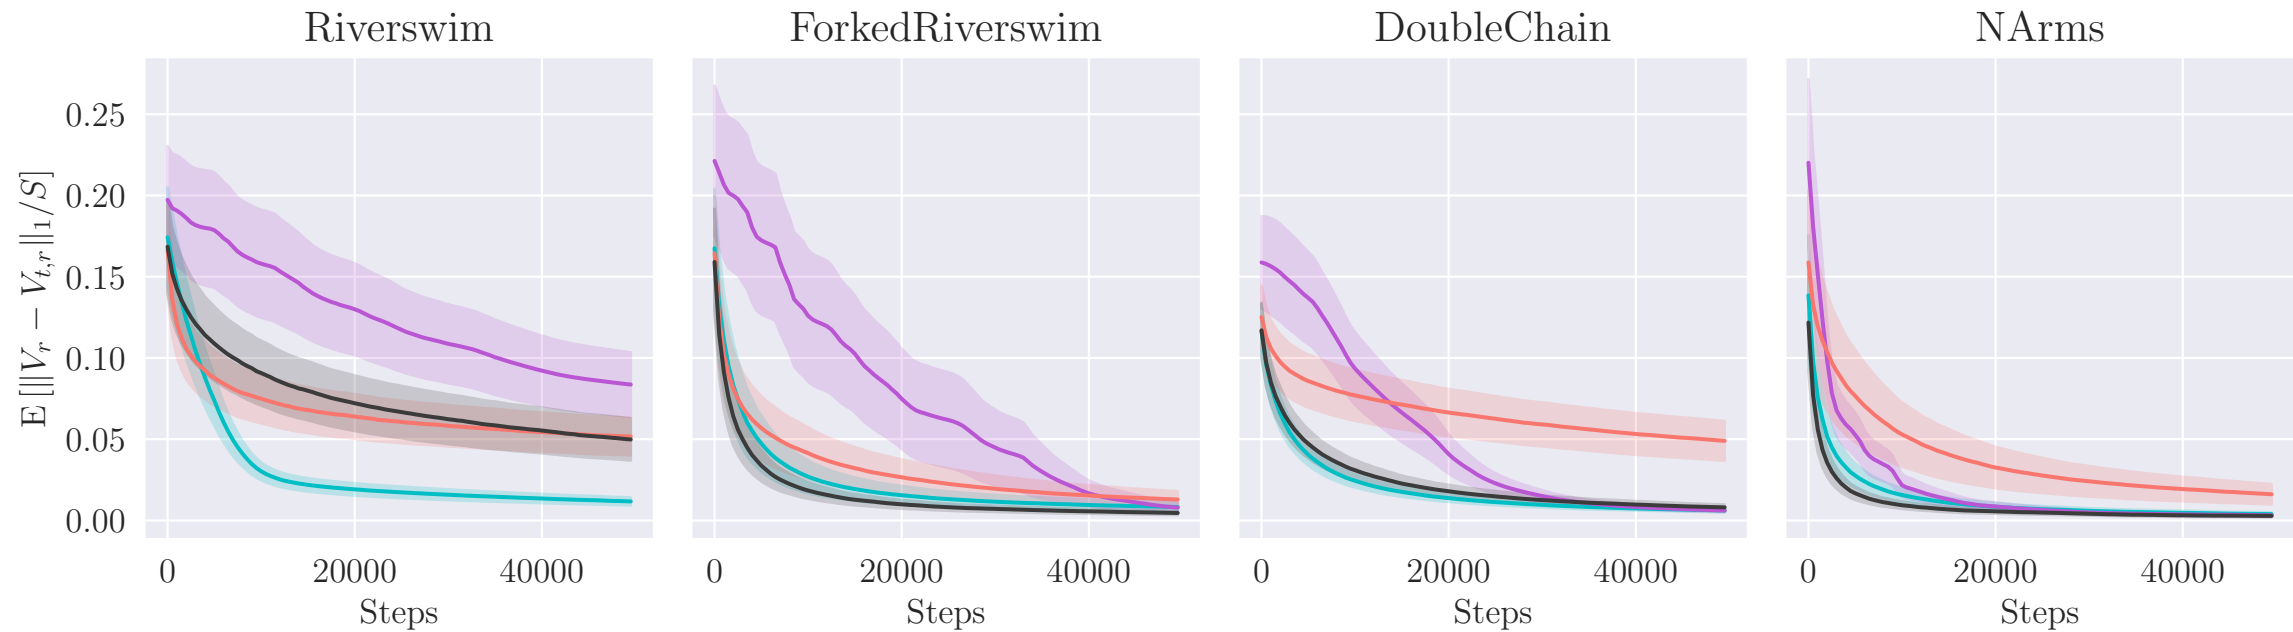 Riverswim
ForkedRiverswim
DoubleChain
NArms
E [‖V_r − V_{t,r}‖_1/S]
0.25
0.20
0.15
0.10
0.05
0.00
0 20000 40000
0 20000 40000
0 20000 40000
0 20000 40000
Steps
Steps
Steps
Steps